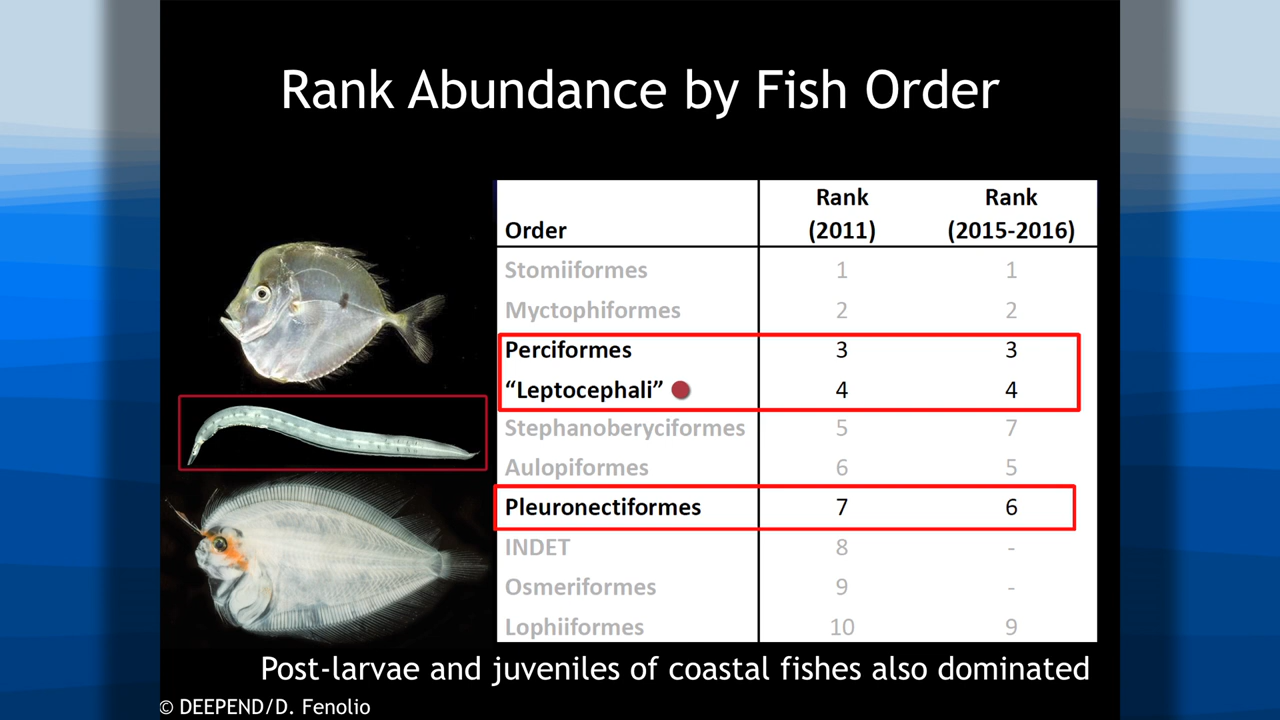 Rank Abundance by Fish Order
Order Rank (2011) Rank (2015-2016)
Stomiiformes 1 1
Myctophiformes 2 2
Perciformes 3 3
“Leptocephali” 4 4
Stephanoberyciformes 5 7
Aulopiformes 6 5
Pleuronectiformes 7 6
INDET 8 -
Osmeriformes 9 -
Lophiiformes 10 9
Post-larvae and juveniles of coastal fishes also dominated
© DEEPEND/D. Fenolio